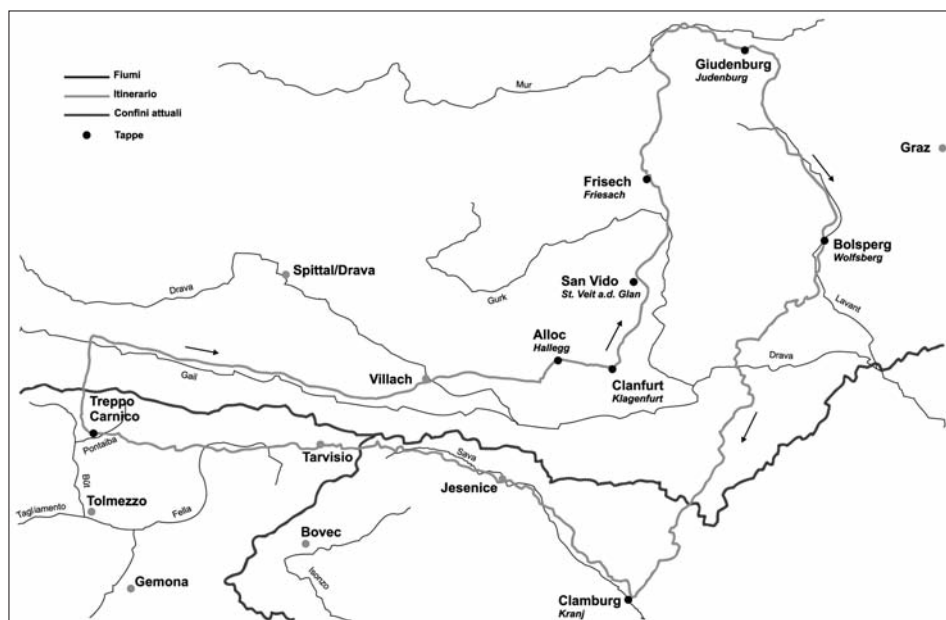 Fiumi
Itinerario
Confini attuali
Tappe
Mur
Giudenburg
Judenburg
Graz
Frisech
Friesach
Bolsperg
Wolfsberg
Spittal/Drava
Drava
San Vido
St. Veit a.d. Glan
Gurk
Lavant
Alloc
Hallegg
Drava
Gail
Villach
Clanfurt
Klagenfurt
Treppo
Carnico
Pontaiba
Tarvisio
Sava
Jesenice
Bût
Tolmezzo
Tagliamento
Fella
Bovec
Isonzo
Gemona
Clamburg
Kranj